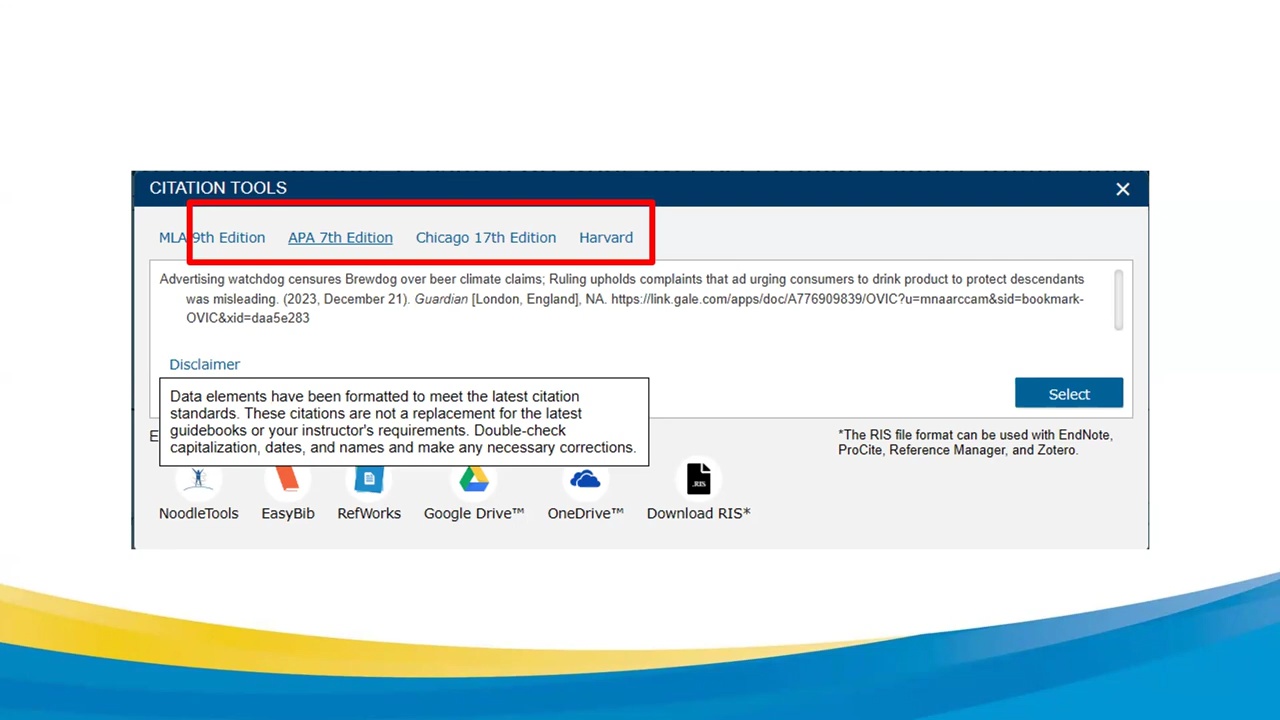 CITATION TOOLS
MLA 9th Edition APA 7th Edition Chicago 17th Edition Harvard
Advertising watchdog censures Brewdog over beer climate claims; Ruling upholds complaints that ad urging consumers to drink product to protect descendants
was misleading. (2023, December 21). Guardian [London, England], NA. https://link.gale.com/apps/doc/A776909839/OVIC?u=mnaarccam&sid=bookmark-
OVIC&xid=daa5e283
Disclaimer
Data elements have been formatted to meet the latest citation
standards. These citations are not a replacement for the latest
guidebooks or your instructor's requirements. Double-check
capitalization, dates, and names and make any necessary corrections.
Select
*The RIS file format can be used with EndNote,
ProCite, Reference Manager, and Zotero.
.RIS
NoodleTools EasyBib RefWorks Google Drive™ OneDrive™ Download RIS*